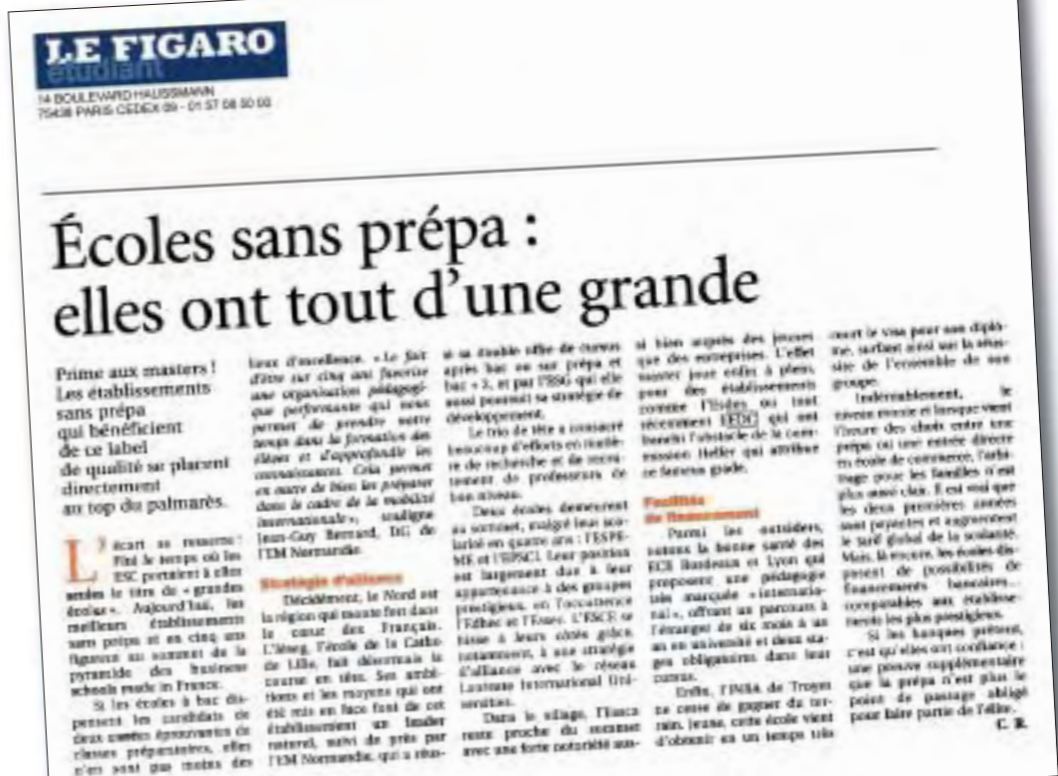 LE FIGARO
étudiant
14 BOULEVARD HAUSSMANN
75438 PARIS CEDEX 09 - 01 57 08 50 00
Écoles sans prépa :
elles ont tout d'une grande
Prime aux masters !
Les établissements
sans prépa
qui bénéficient
de ce label
de qualité se placent
directement
au top du palmarès.
L'écart se resserre !
Fini le temps où les
ESC portaient à elles
seules le titre de « grandes
écoles ». Aujourd'hui, les
meilleurs établissements
sans prépa et en cinq ans
figurent au sommet de la
pyramide des business
schools made in France.
Si les écoles à bac dis-
pensent les candidats de
deux années éprouvantes de
classes préparatoires, elles
n'en sont pas moins des
lieux d'excellence. « Le fait
d'être sur cinq ans favorise
une organisation pédagogi-
que performante qui nous
permet de prendre notre
temps dans la formation des
élèves et d'approfondir les
connaissances. Cela permet
en outre de bien les préparer
dans le cadre de la mobilité
internationale », souligne
Jean-Guy Bernard, DG de
l'EM Normandie.
Stratégie d'alliance
Décidément, le Nord est
la région qui monte fort dans
le cœur des Français.
L'Iéseg, l'école de la Catho
de Lille, fait désormais la
course en tête. Ses ambi-
tions et les moyens qui ont
été mis en face font de cet
établissement un leader
naturel, suivi de près par
l'EM Normandie, qui a réus-
si sa double offre de cursus
après bac ou sur prépa et
bac + 2, et par l'ESG qui elle
aussi poursuit sa stratégie de
développement.
Le trio de tête a consacré
beaucoup d'efforts en matiè-
re de recherche et de recru-
tement de professeurs de
bon niveau.
Deux écoles demeurent
au sommet, malgré leur sco-
larité en quatre ans : l'ESPE-
ME et l'EPSCI. Leur position
est largement due à leur
appartenance à des groupes
prestigieux, en l'occurrence
l'Edhec et l'Essec. L'ESCE se
hisse à leurs côtés grâce,
notamment, à une stratégie
d'alliance avec le réseau
Laureate International Uni-
versities.
Dans le sillage, l'Eusca
reste proche du
avec une forte notoriété aus-
si bien auprès des jeunes
que des entreprises. L'effet
master joue enfin à plein,
pour des établissements
comme l'Esdes ou tout
récemment EDC qui ont
franchi l'obstacle de la com-
mission Helfer qui attribue
ce fameux grade.
Facilités
de financement
Parmi les outsiders,
notons la bonne santé des
ECE Bordeaux et Lyon qui
proposent une pédagogie
très marquée « internatio-
nal », offrant un parcours à
l'étranger de six mois à un
an en université et deux sta-
ges obligatoires dans leur
cursus.
Enfin, l'INBA de Troyes
ne cesse de gagner du ter-
rain. Jeune, cette école vient
d'obtenir en un temps très
court le visa pour son diplô-
me, surfant ainsi sur la réus-
site de l'ensemble de son
groupe.
Indéniablement, le
niveau monte et lorsque vient
l'heure des choix entre une
prépa ou une entrée directe
en école de commerce, l'arbi-
trage pour les familles n'est
plus aussi clair. Il est vrai que
les deux premières années
sont payantes et augmentent
le tarif global de la scolarité.
Mais, là encore, les écoles dis-
posent de possibilités de
financements bancaires...
comparables aux établisse-
ments les plus prestigieux.
Si les banques prêtent,
c'est qu'elles ont confiance :
une preuve supplémentaire
que la prépa n'est plus le
point de passage obligé
pour faire partie de l'élite.
C. R.